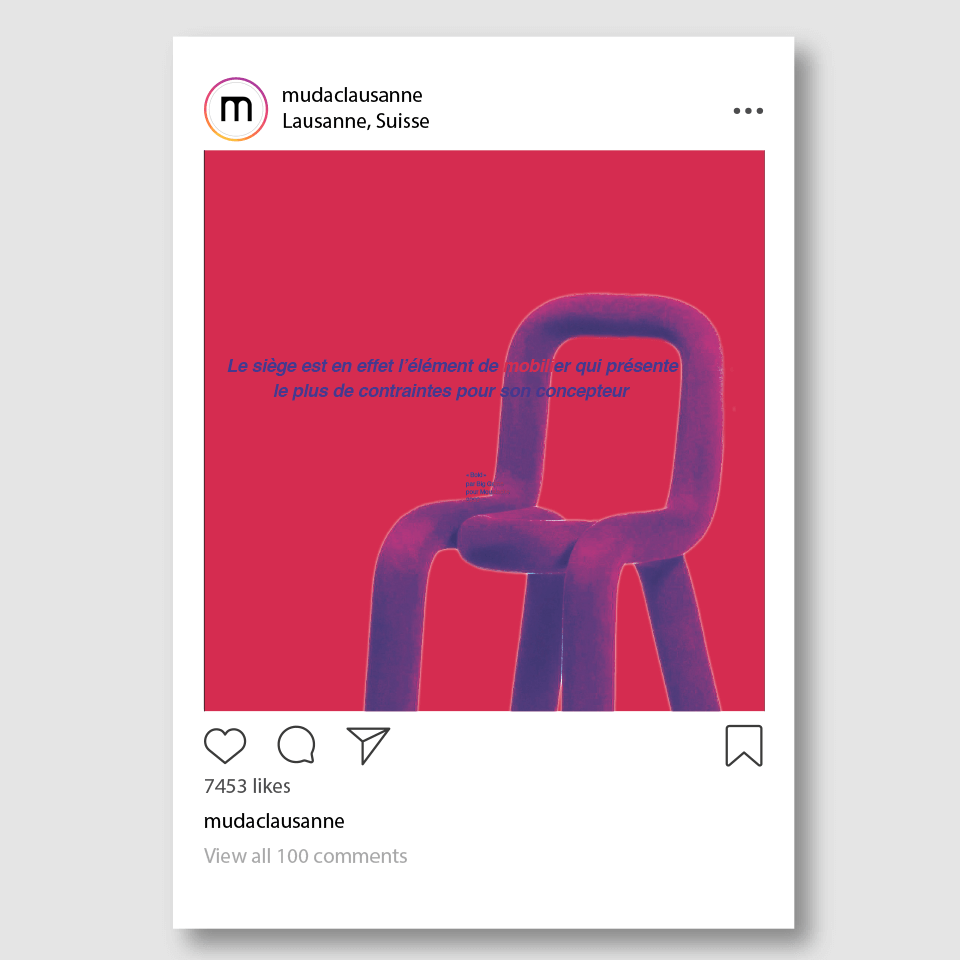 m
mudaclausanne
Lausanne, Suisse
Le siège est en effet l'élément de mobilier qui présente
le plus de contraintes pour son concepteur
7453 likes
mudaclausanne
View all 100 comments